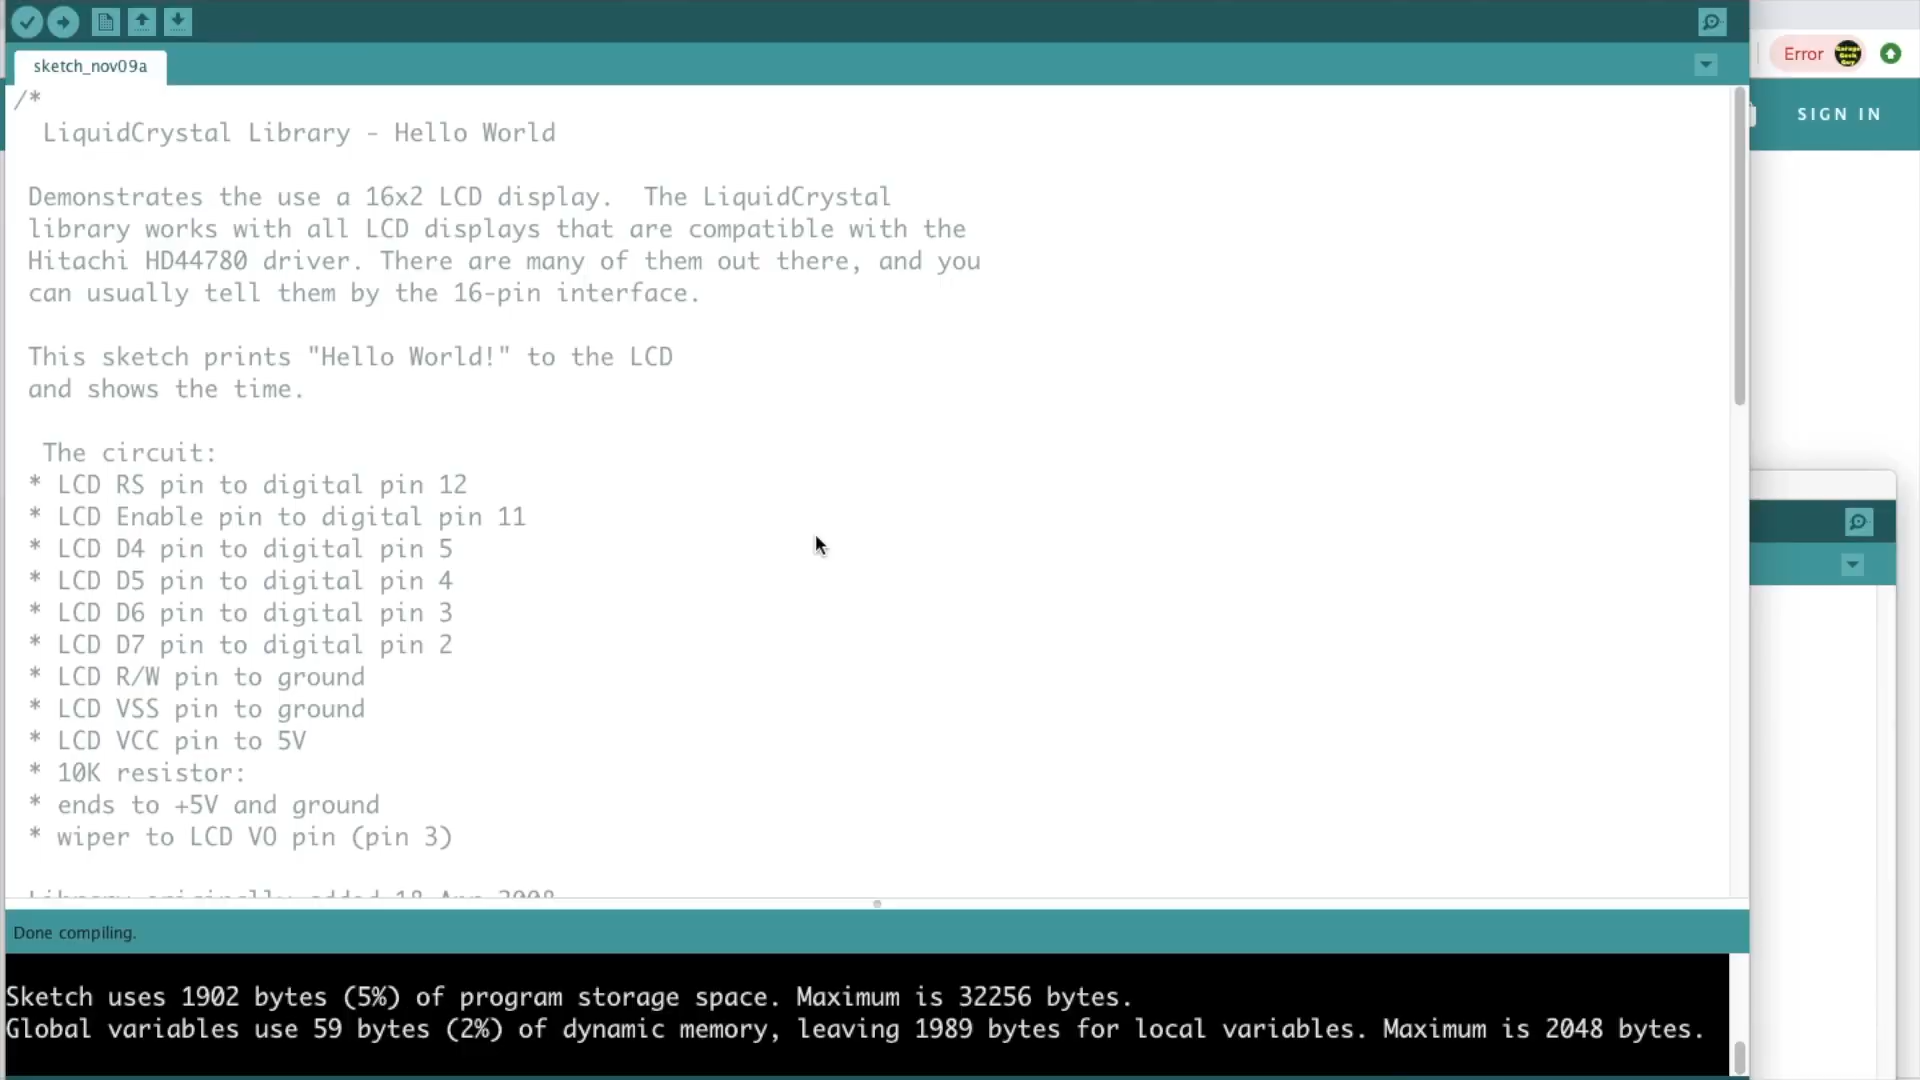 Error
SIGN IN
sketch_nov09a
/*
LiquidCrystal Library - Hello World
Demonstrates the use a 16x2 LCD display.  The LiquidCrystal
library works with all LCD displays that are compatible with the
Hitachi HD44780 driver. There are many of them out there, and you
can usually tell them by the 16-pin interface.
This sketch prints "Hello World!" to the LCD
and shows the time.
The circuit:
* LCD RS pin to digital pin 12
* LCD Enable pin to digital pin 11
* LCD D4 pin to digital pin 5
* LCD D5 pin to digital pin 4
* LCD D6 pin to digital pin 3
* LCD D7 pin to digital pin 2
* LCD R/W pin to ground
* LCD VSS pin to ground
* LCD VCC pin to 5V
* 10K resistor:
* ends to +5V and ground
* wiper to LCD VO pin (pin 3)
Library originally added 18 Apr 2008
Done compiling.
Sketch uses 1902 bytes (5%) of program storage space. Maximum is 32256 bytes.
Global variables use 59 bytes (2%) of dynamic memory, leaving 1989 bytes for local variables. Maximum is 2048 bytes.